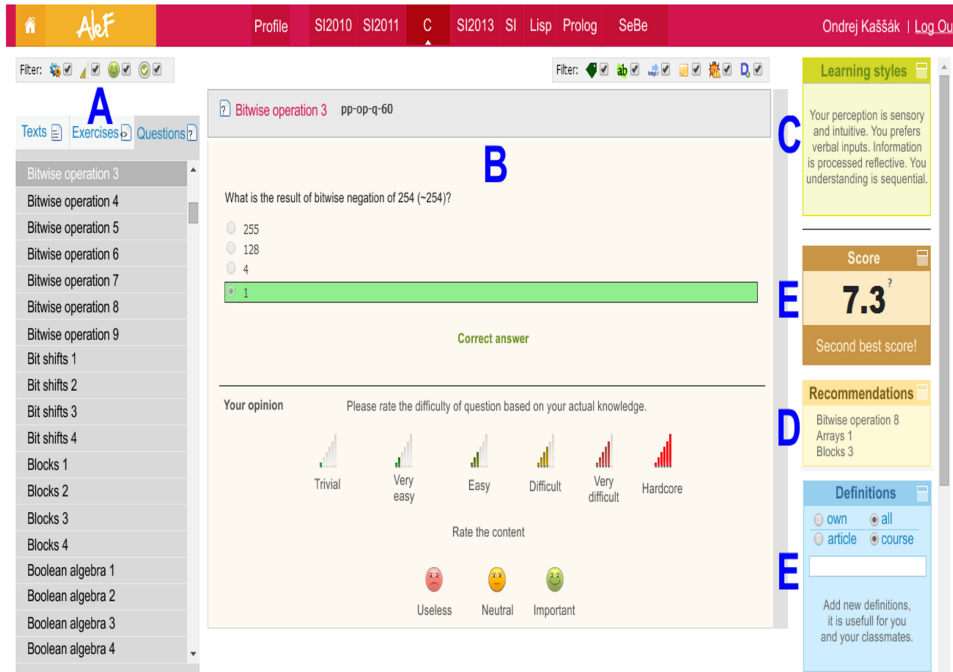 Alef
Profile SI2010 SI2011 C SI2013 SI Lisp Prolog SeBe
Ondrej Kaššák | Log Ou
Filter:
Filter: ab D
A
Texts Exercises Questions
Bitwise operation 3
Bitwise operation 4
Bitwise operation 5
Bitwise operation 6
Bitwise operation 7
Bitwise operation 8
Bitwise operation 9
Bit shifts 1
Bit shifts 2
Bit shifts 3
Bit shifts 4
Blocks 1
Blocks 2
Blocks 3
Blocks 4
Boolean algebra 1
Boolean algebra 2
Boolean algebra 3
Boolean algebra 4
? Bitwise operation 3 pp-op-q-60
B
What is the result of bitwise negation of 254 (~254)?
255
128
4
1
Correct answer
Your opinion Please rate the difficulty of question based on your actual knowledge.
Trivial
Very
easy
Easy
Difficult
Very
difficult
Hardcore
Rate the content
Useless Neutral Important
Learning styles
C
Your perception is sensory
and intuitive. You prefers
verbal inputs. Information
is processed reflective. You
understanding is sequential.
Score
E
7.3 ?
Second best score!
Recommendations
D
Bitwise operation 8
Arrays 1
Blocks 3
Definitions
own all
article course
E
Add new definitions,
it is usefull for you
and your classmates.